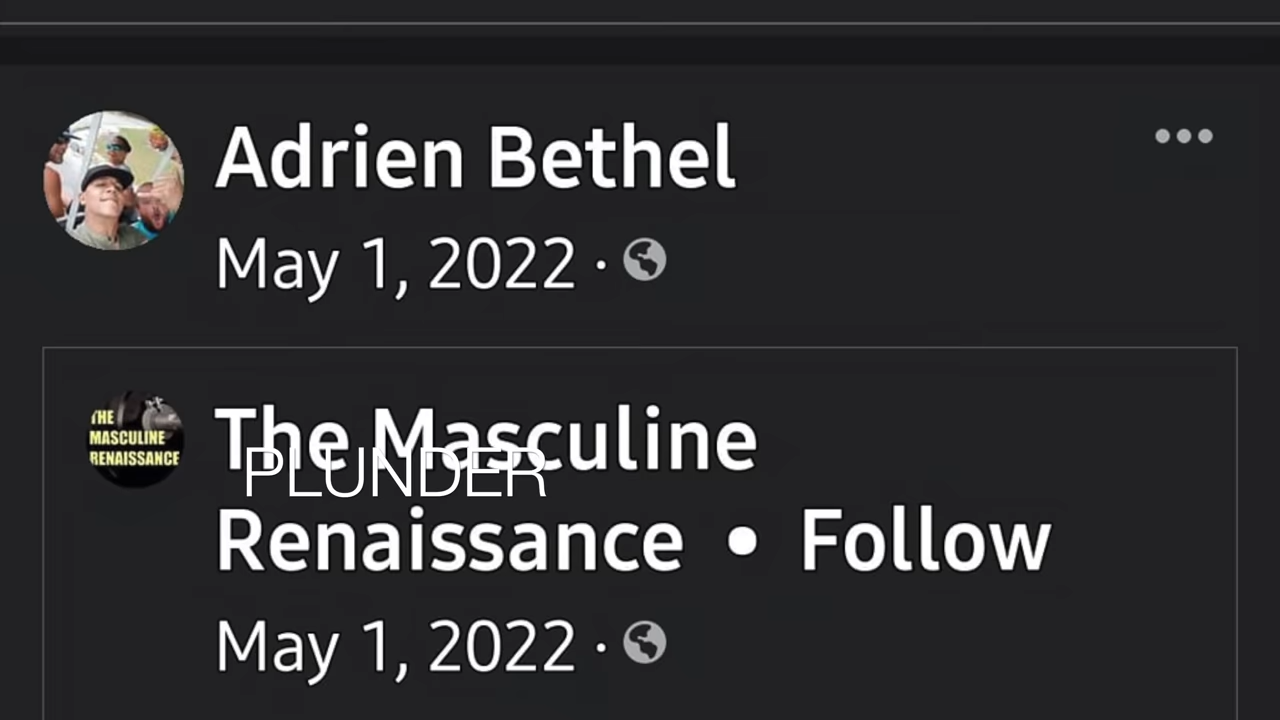 Adrien Bethel
May 1, 2022 ·
THE
MASCULINE
RENAISSANCE
The Masculine
PLUNDER
Renaissance • Follow
May 1, 2022 ·